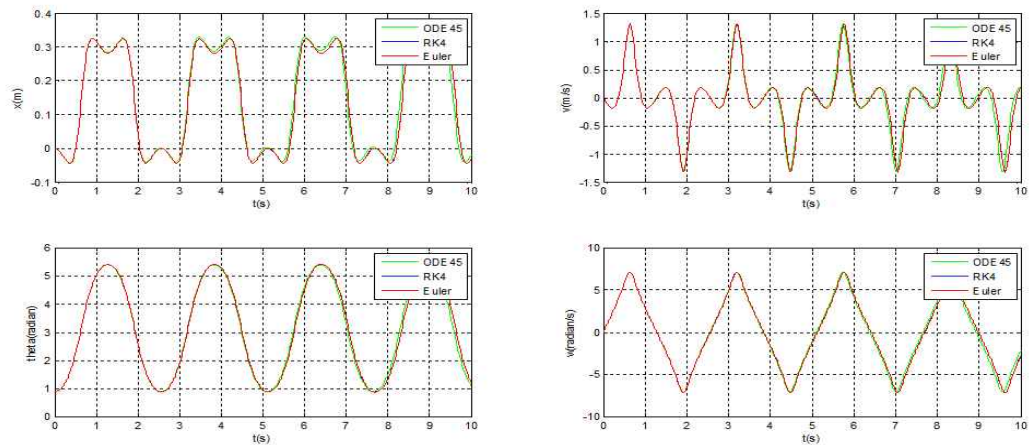 0.4
0.3
0.2
0.1
0
-0.1
x(m)
0 1 2 3 4 5 6 7 8 9 10
t(s)
ODE 45
RK4
Euler
1.5
1
0.5
0
-0.5
-1
-1.5
v(m/s)
0 1 2 3 4 5 6 7 8 9 10
t(s)
ODE 45
RK4
Euler
6
5
4
3
2
1
0
theta(radian)
0 1 2 3 4 5 6 7 8 9 10
t(s)
ODE 45
RK4
Euler
10
5
0
-5
-10
w(radian/s)
0 1 2 3 4 5 6 7 8 9 10
t(s)
ODE 45
RK4
Euler